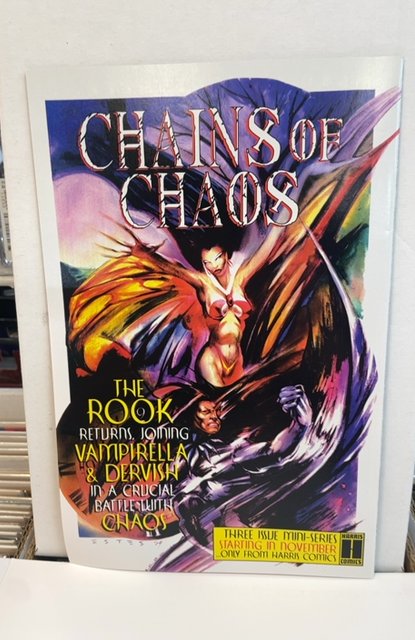 CHAINS OF
CHAOS
THE
ROOK
RETURNS, JOINING
VAMPIRELLA
& DERVISH
IN A CRUCIAL
BATTLE WITH
CHAOS
ESTES
THREE ISSUE MINI-SERIES
STARTING IN NOVEMBER
...ONLY FROM HARRIS COMICS
HARRIS
H
COMICS